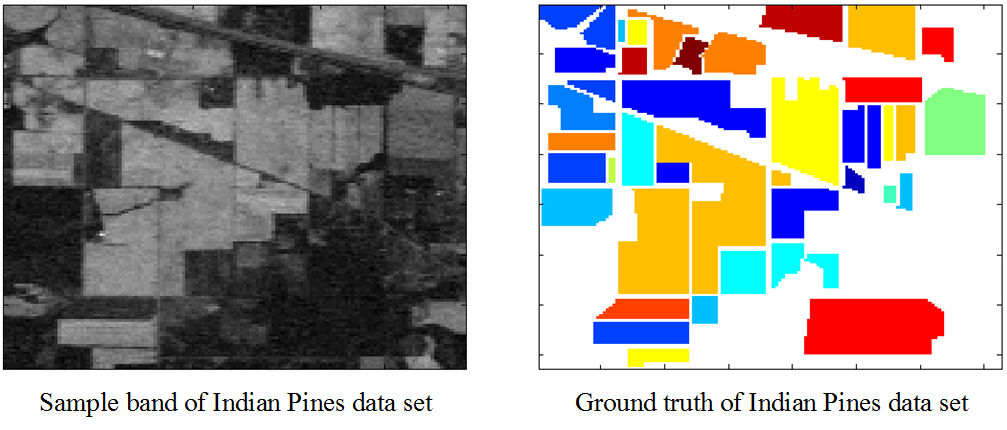 Sample band of Indian Pines data set
Ground truth of Indian Pines data set